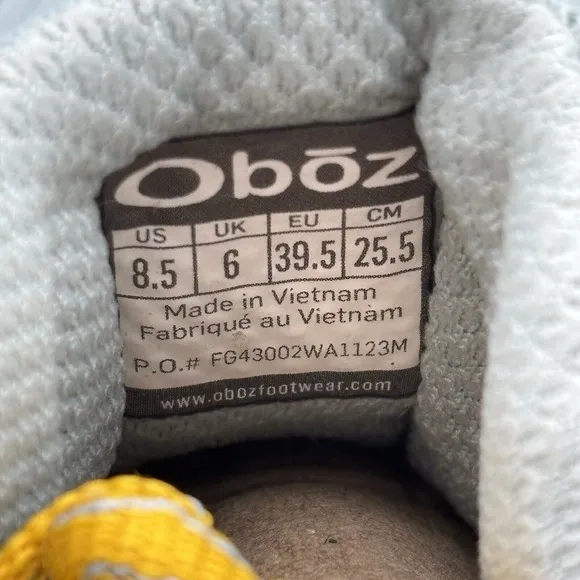 Obōz
US UK EU CM
8.5 6 39.5 25.5
Made in Vietnam
Fabriqué au Vietnam
P.O.# FG43002WA1123M
www.obozfootwear.com